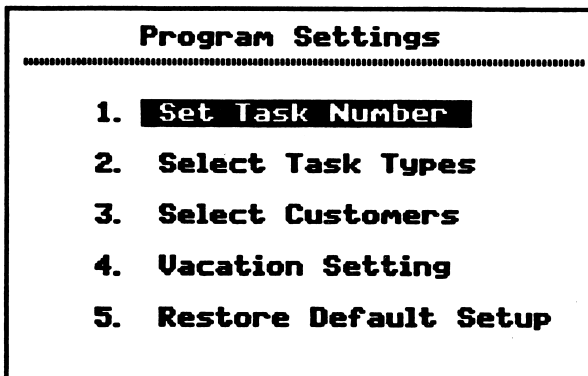 Program Settings
1. Set Task Number
2. Select Task Types
3. Select Customers
4. Vacation Setting
5. Restore Default Setup